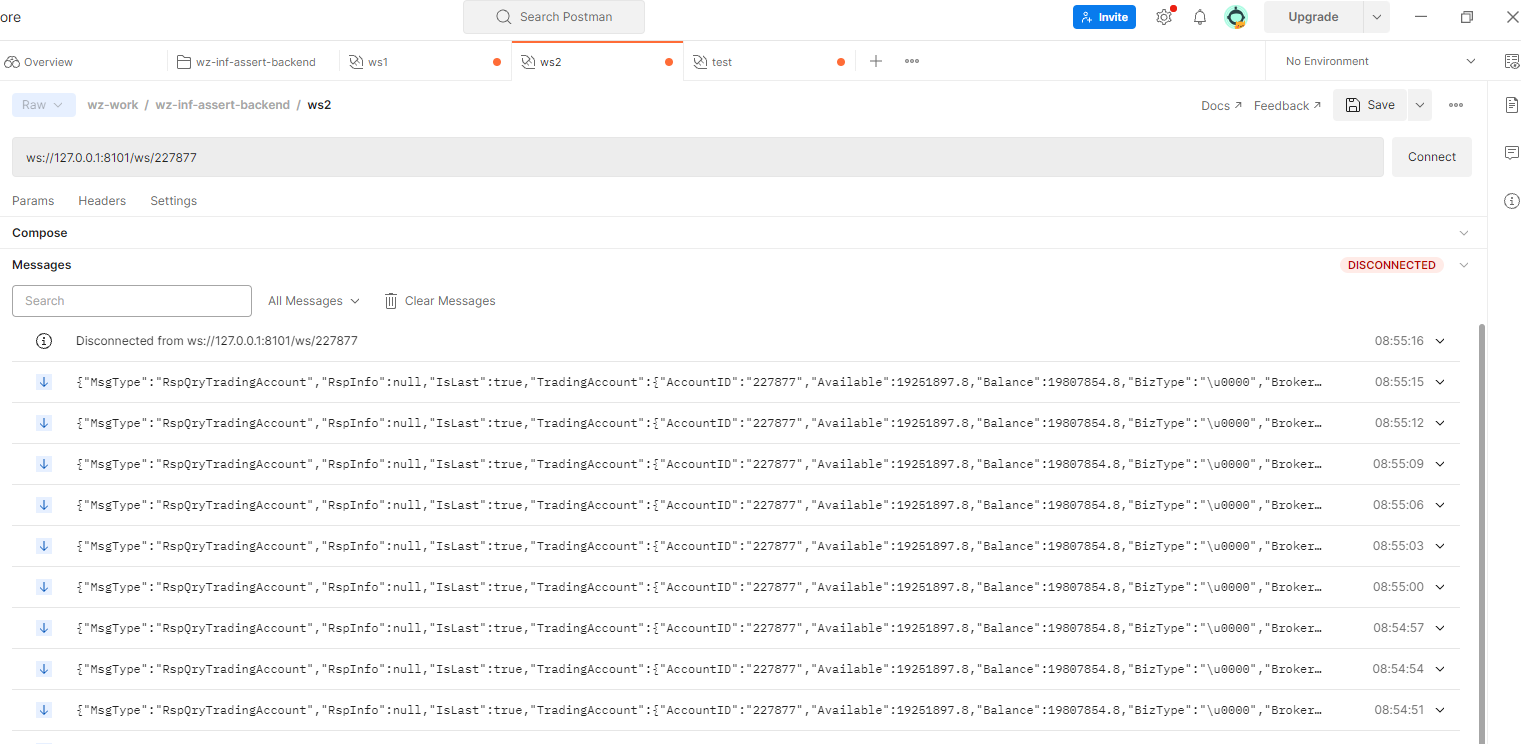 ore
Search Postman
Invite
Upgrade
Overview
wz-inf-assert-backend
ws1
ws2
test
No Environment
Raw
wz-work / wz-inf-assert-backend / ws2
Docs
Feedback
Save
ws://127.0.0.1:8101/ws/227877
Connect
Params Headers Settings
Compose
Messages
DISCONNECTED
Search
All Messages
Clear Messages
Disconnected from ws://127.0.0.1:8101/ws/227877 08:55:16
{"MsgType":"RspQryTradingAccount","RspInfo":null,"IsLast":true,"TradingAccount":{"AccountID":"227877","Available":19251897.8,"Balance":19807854.8,"BizType":"\u0000","Broker… 08:55:15
{"MsgType":"RspQryTradingAccount","RspInfo":null,"IsLast":true,"TradingAccount":{"AccountID":"227877","Available":19251897.8,"Balance":19807854.8,"BizType":"\u0000","Broker… 08:55:12
{"MsgType":"RspQryTradingAccount","RspInfo":null,"IsLast":true,"TradingAccount":{"AccountID":"227877","Available":19251897.8,"Balance":19807854.8,"BizType":"\u0000","Broker… 08:55:09
{"MsgType":"RspQryTradingAccount","RspInfo":null,"IsLast":true,"TradingAccount":{"AccountID":"227877","Available":19251897.8,"Balance":19807854.8,"BizType":"\u0000","Broker… 08:55:06
{"MsgType":"RspQryTradingAccount","RspInfo":null,"IsLast":true,"TradingAccount":{"AccountID":"227877","Available":19251897.8,"Balance":19807854.8,"BizType":"\u0000","Broker… 08:55:03
{"MsgType":"RspQryTradingAccount","RspInfo":null,"IsLast":true,"TradingAccount":{"AccountID":"227877","Available":19251897.8,"Balance":19807854.8,"BizType":"\u0000","Broker… 08:55:00
{"MsgType":"RspQryTradingAccount","RspInfo":null,"IsLast":true,"TradingAccount":{"AccountID":"227877","Available":19251897.8,"Balance":19807854.8,"BizType":"\u0000","Broker… 08:54:57
{"MsgType":"RspQryTradingAccount","RspInfo":null,"IsLast":true,"TradingAccount":{"AccountID":"227877","Available":19251897.8,"Balance":19807854.8,"BizType":"\u0000","Broker… 08:54:54
{"MsgType":"RspQryTradingAccount","RspInfo":null,"IsLast":true,"TradingAccount":{"AccountID":"227877","Available":19251897.8,"Balance":19807854.8,"BizType":"\u0000","Broker… 08:54:51